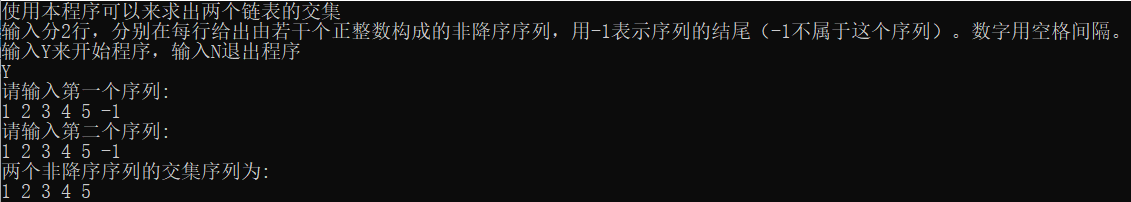 使用本程序可以来求出两个链表的交集
输入分2行，分别在每行给出由若干个正整数构成的非降序序列，用-1表示序列的结尾（-1不属于这个序列）。数字用空格间隔。
输入Y来开始程序，输入N退出程序
Y
请输入第一个序列:
1 2 3 4 5 -1
请输入第二个序列:
1 2 3 4 5 -1
两个非降序序列的交集序列为:
1 2 3 4 5